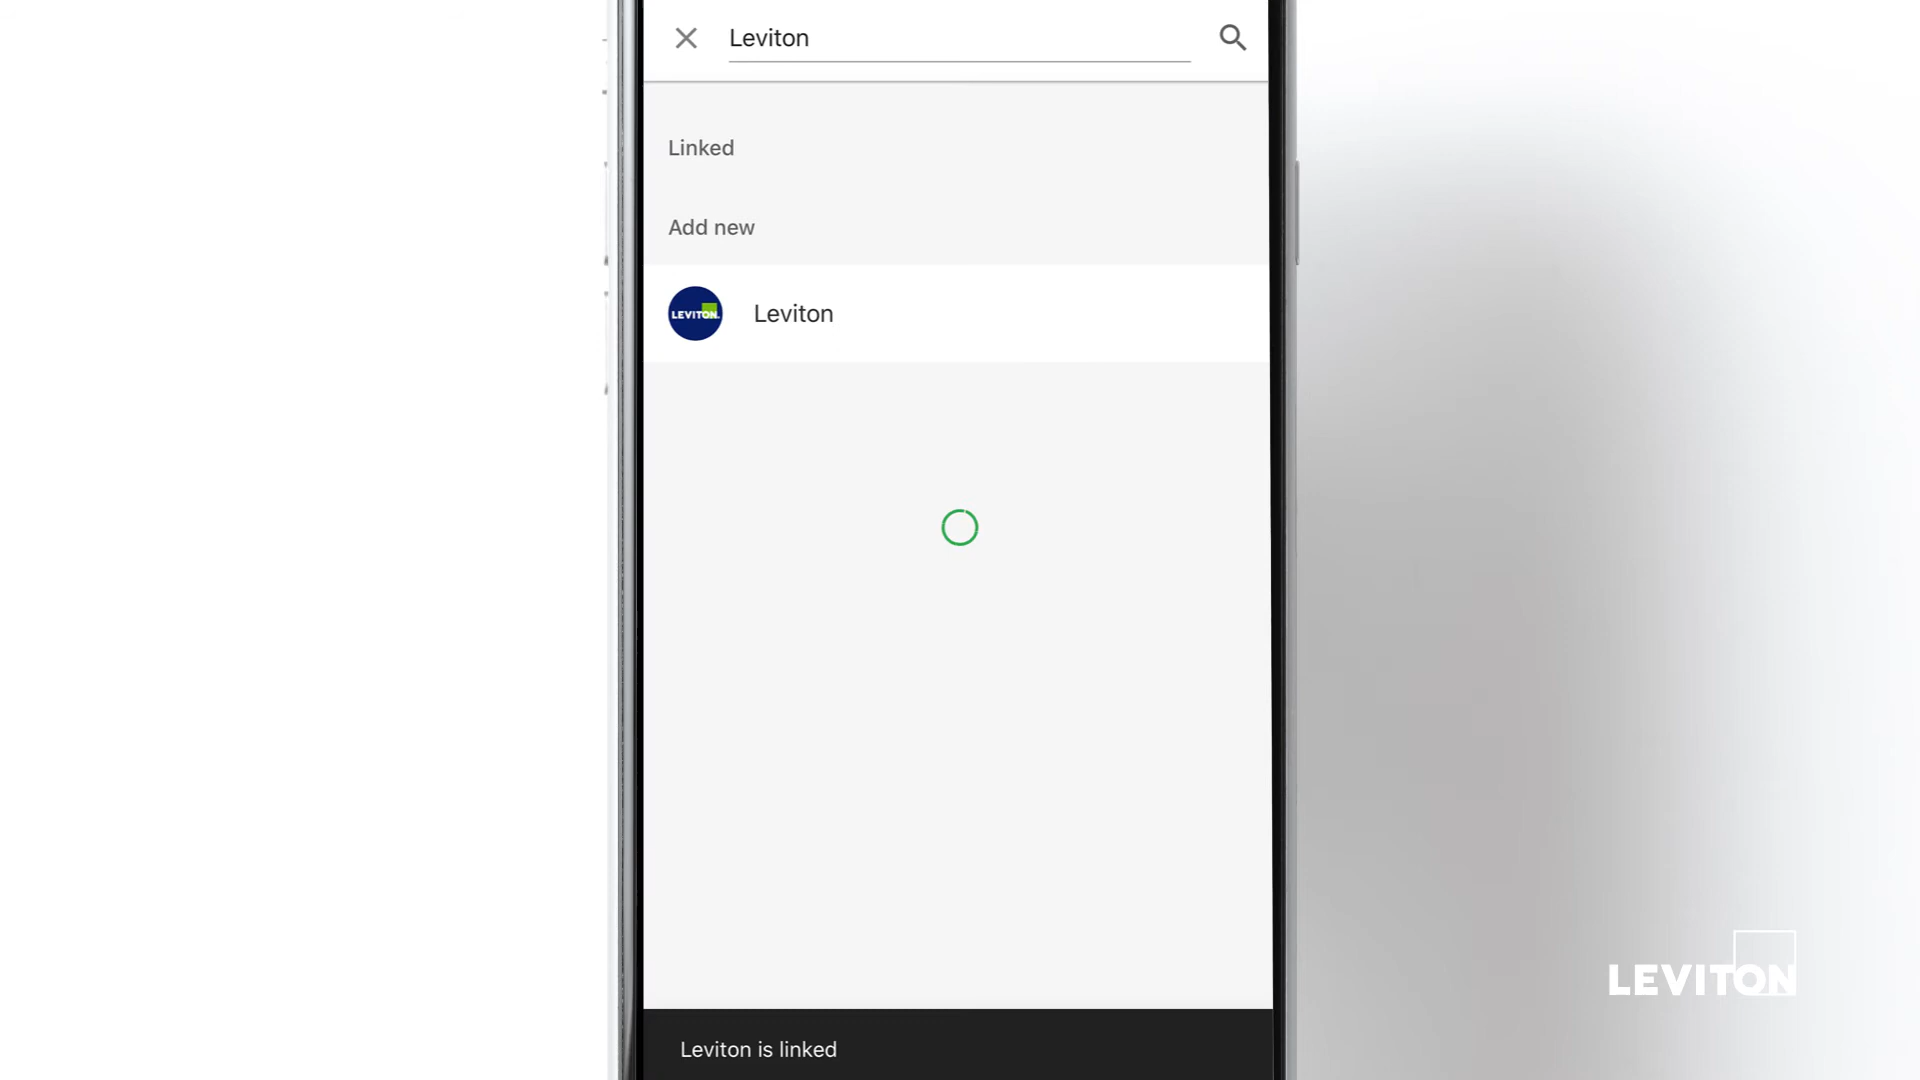 Leviton
Linked
Add new
LEVITON
Leviton
Leviton is linked
LEVITON